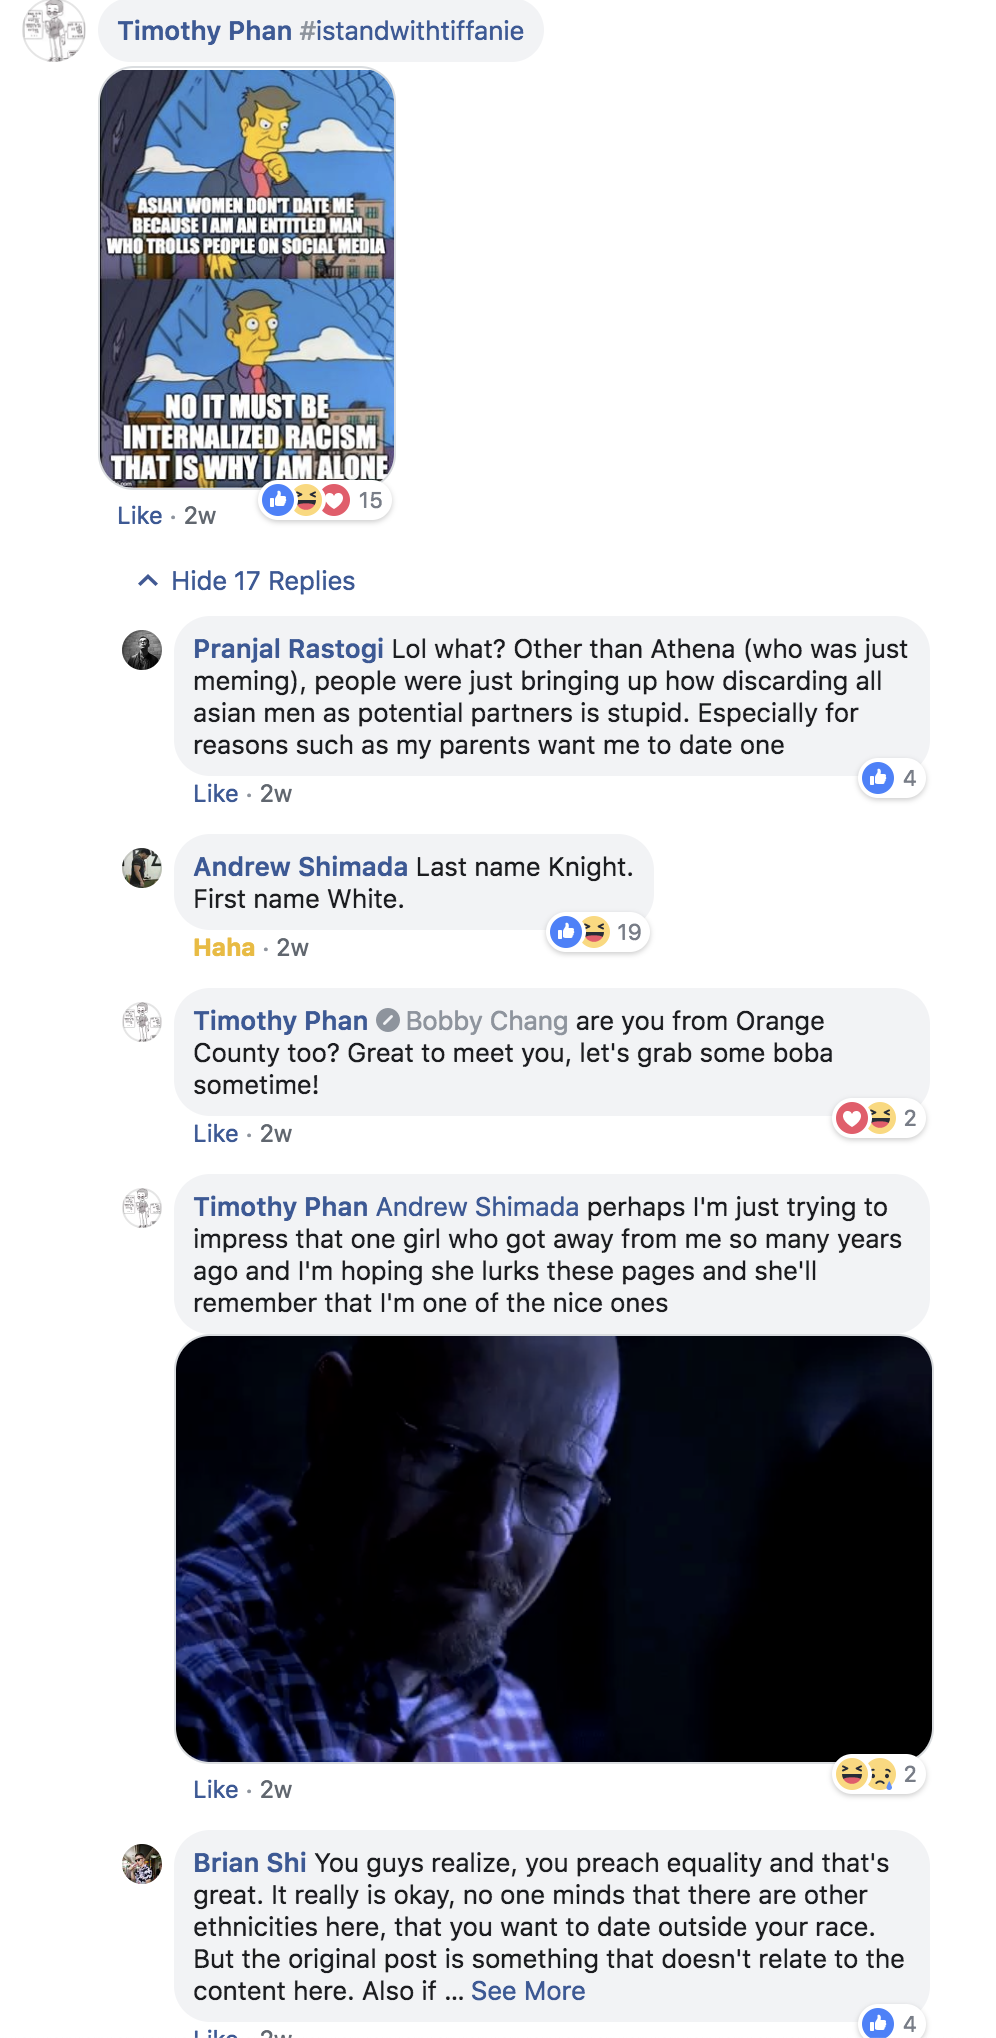 Timothy Phan #istandwithtiffanie
ASIAN WOMEN DON'T DATE ME
BECAUSE I AM AN ENTITLED MAN
WHO TROLLS PEOPLE ON SOCIAL MEDIA
NO IT MUST BE
INTERNALIZED RACISM
THAT IS WHY I AM ALONE
15
Like · 2w
Hide 17 Replies
Pranjal Rastogi Lol what? Other than Athena (who was just
meming), people were just bringing up how discarding all
asian men as potential partners is stupid. Especially for
reasons such as my parents want me to date one
4
Like · 2w
Andrew Shimada Last name Knight.
First name White.
19
Haha · 2w
Timothy Phan Bobby Chang are you from Orange
County too? Great to meet you, let's grab some boba
sometime!
2
Like · 2w
Timothy Phan Andrew Shimada perhaps I'm just trying to
impress that one girl who got away from me so many years
ago and I'm hoping she lurks these pages and she'll
remember that I'm one of the nice ones
2
Like · 2w
Brian Shi You guys realize, you preach equality and that's
great. It really is okay, no one minds that there are other
ethnicities here, that you want to date outside your race.
But the original post is something that doesn't relate to the
content here. Also if ... See More
4
Like · 2w